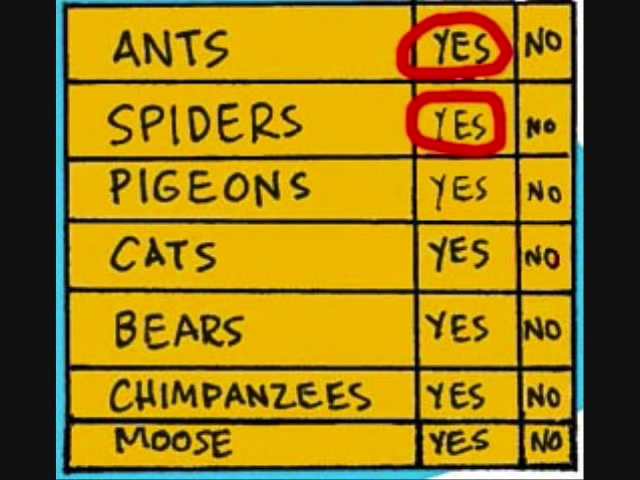 ANTS YES NO
SPIDERS YES NO
PIGEONS YES NO
CATS YES NO
BEARS YES NO
CHIMPANZEES YES NO
MOOSE YES NO